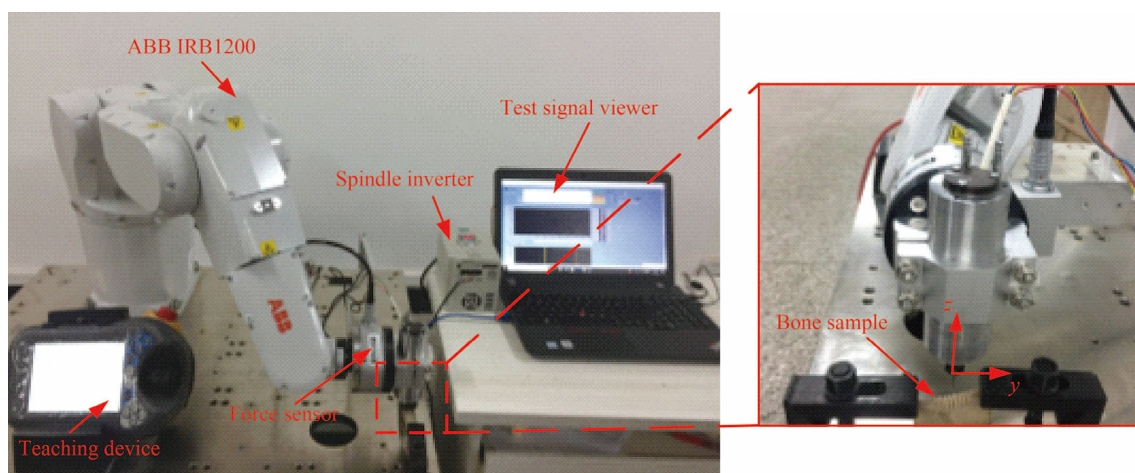 ABB IRB1200
Test signal viewer
Spindle inverter
ABB
Force sensor
Teaching device
Bone sample
z
y